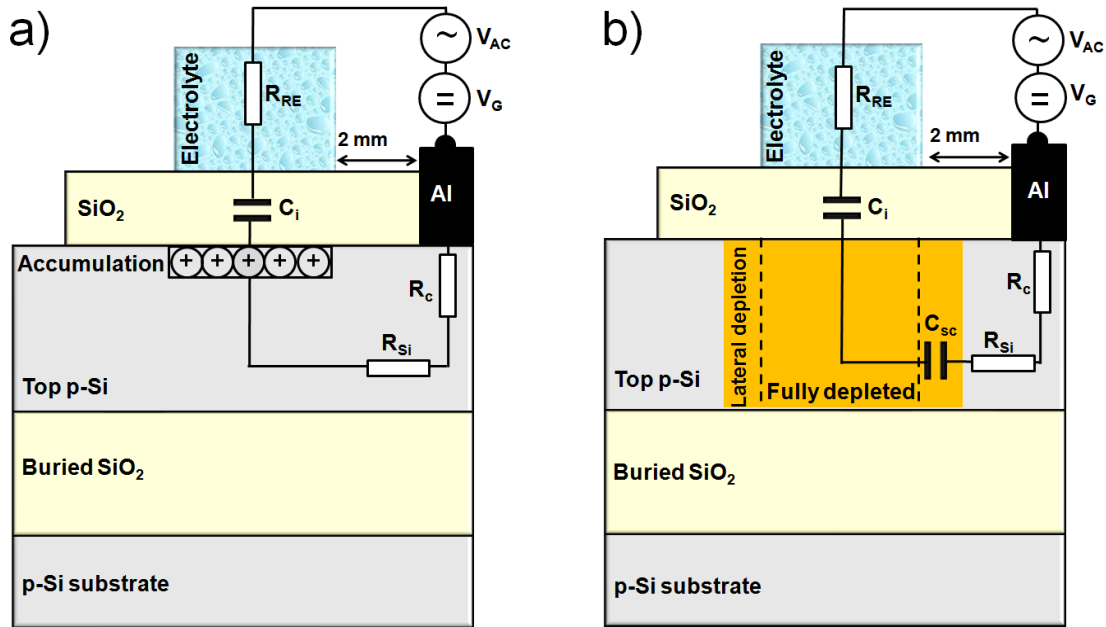 a)
Electrolyte
R_RE
~
V_AC
=
V_G
2 mm
Al
SiO₂
C_i
Accumulation
+ + + + +
R_c
R_Si
Top p-Si
Buried SiO₂
p-Si substrate
b)
Electrolyte
R_RE
~
V_AC
=
V_G
2 mm
Al
SiO₂
C_i
Lateral depletion
C_sc
R_c
R_Si
Top p-Si
Fully depleted
Buried SiO₂
p-Si substrate